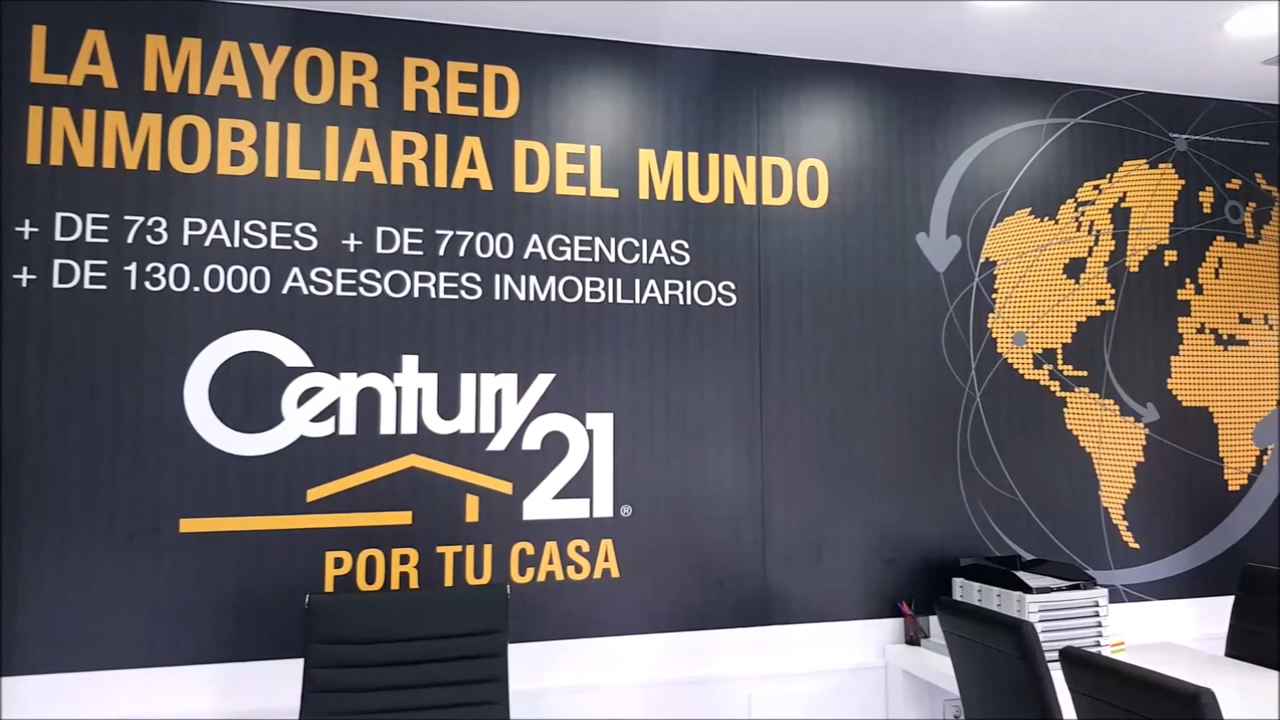 LA MAYOR RED
INMOBILIARIA DEL MUNDO
+ DE 73 PAISES + DE 7700 AGENCIAS
+ DE 130.000 ASESORES INMOBILIARIOS
Century
21®
POR TU CASA